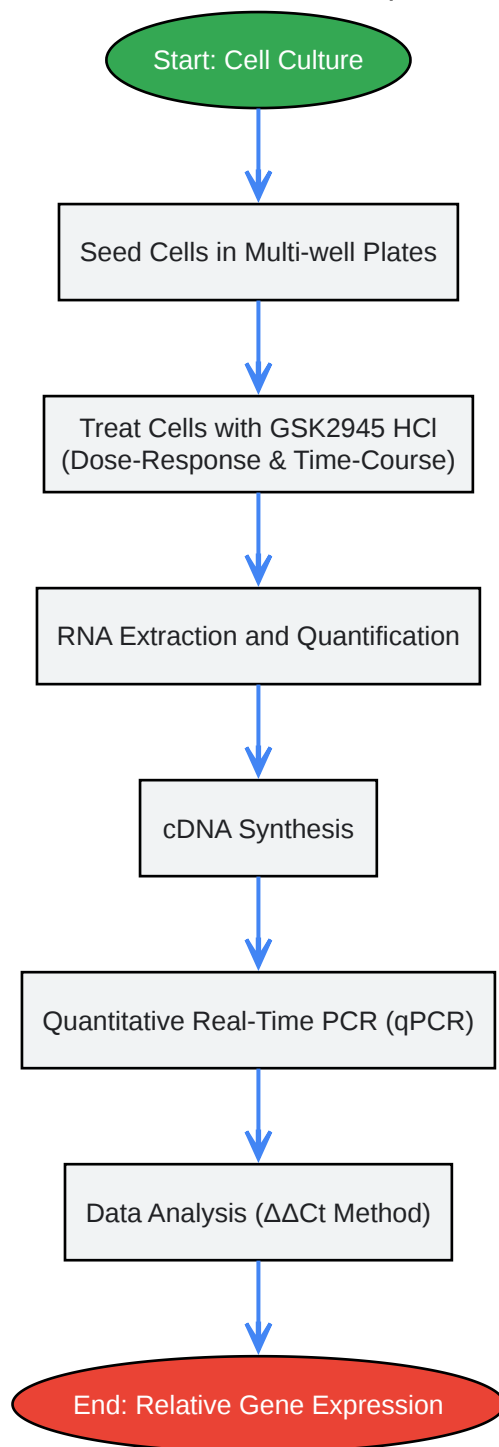 Start: Cell Culture
Seed Cells in Multi-well Plates
Treat Cells with GSK2945 HCl
(Dose-Response & Time-Course)
RNA Extraction and Quantification
cDNA Synthesis
Quantitative Real-Time PCR (qPCR)
Data Analysis (ΔΔCt Method)
End: Relative Gene Expression